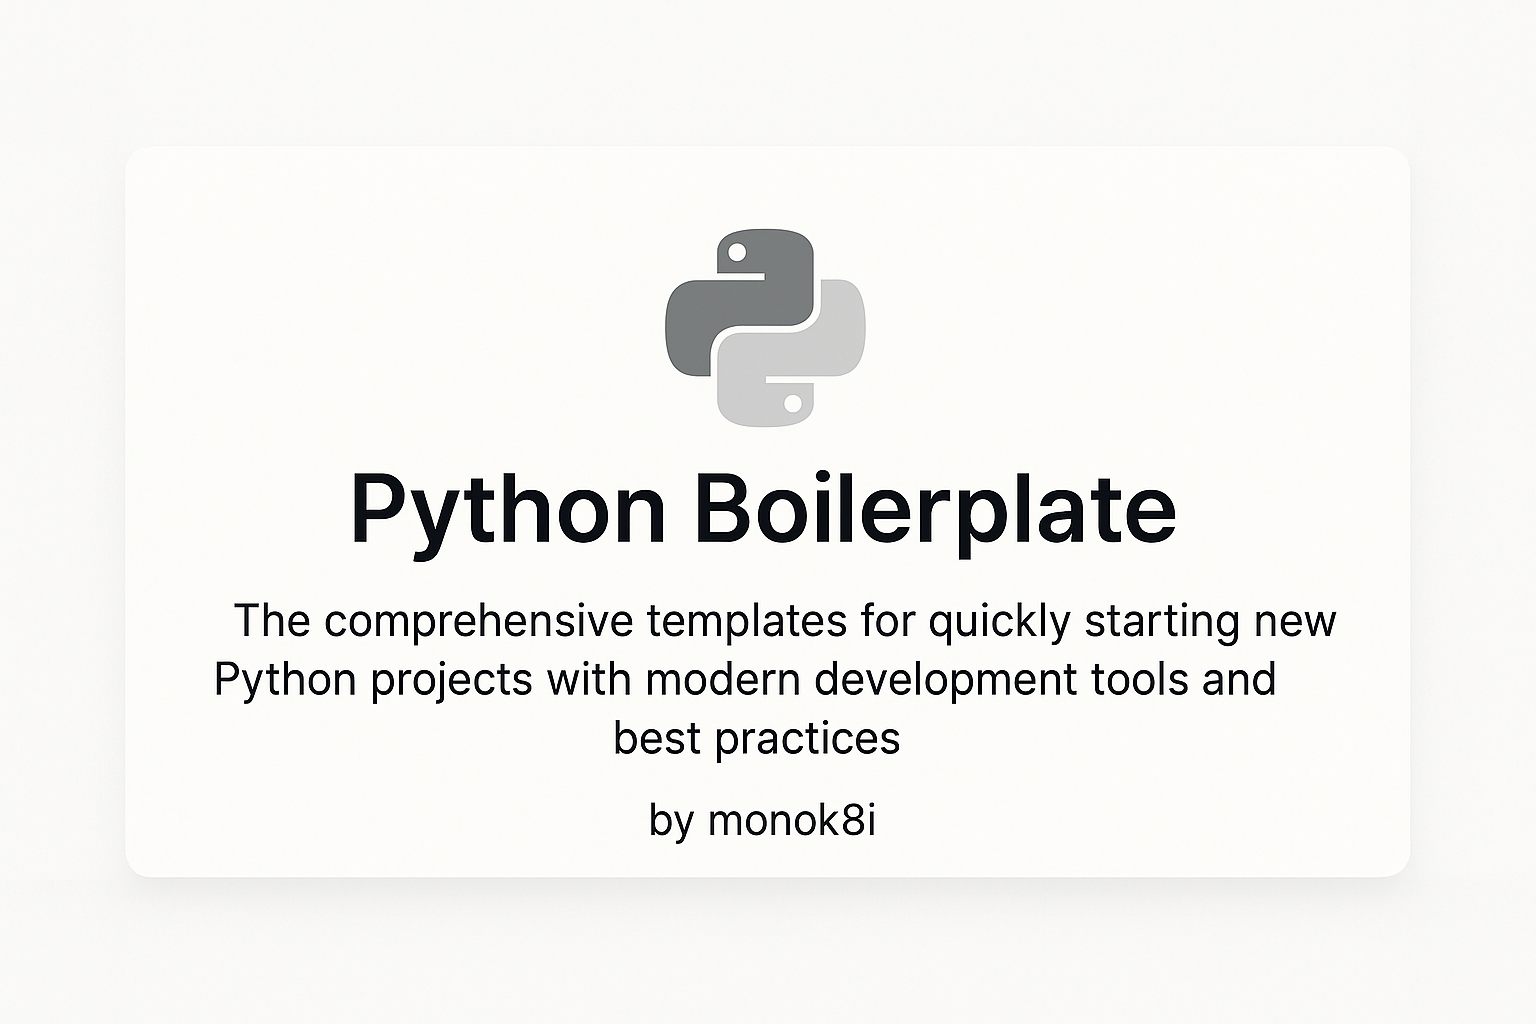 Python Boilerplate
The comprehensive templates for quickly starting new
Python projects with modern development tools and
best practices
by monok8i